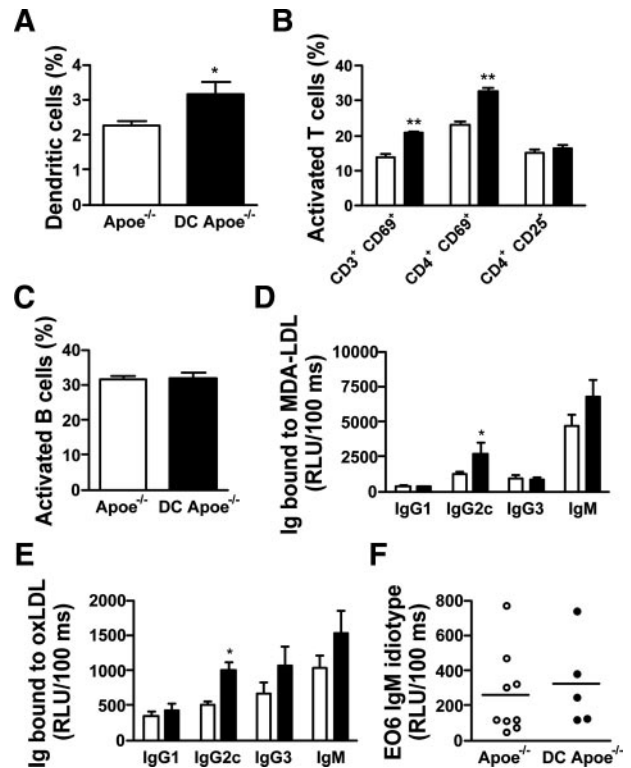 A
Dendritic cells (%)
4
3
2
1
0
*
Apoe-/-
DC Apoe-/-
B
Activated T cells (%)
40
30
20
10
0
**
**
CD3+ CD69+
CD4+ CD69+
CD4+ CD25+
C
Activated B cells (%)
40
30
20
10
0
Apoe-/-
DC Apoe-/-
D
Ig bound to MDA-LDL
(RLU/100 ms)
10000
7500
5000
2500
0
*
IgG1
IgG2c
IgG3
IgM
E
Ig bound to oxLDL
(RLU/100 ms)
2000
1500
1000
500
0
*
IgG1
IgG2c
IgG3
IgM
F
EO6 IgM idiotype
(RLU/100 ms)
800
600
400
200
0
Apoe-/-
DC Apoe-/-